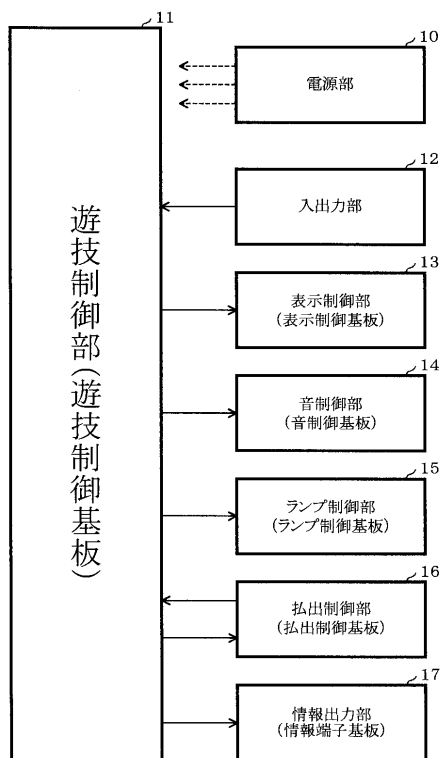 11
遊技制御部(遊技制御基板)
10
電源部
12
入出力部
13
表示制御部
(表示制御基板)
14
音制御部
(音制御基板)
15
ランプ制御部
(ランプ制御基板)
16
払出制御部
(払出制御基板)
17
情報出力部
(情報端子基板)